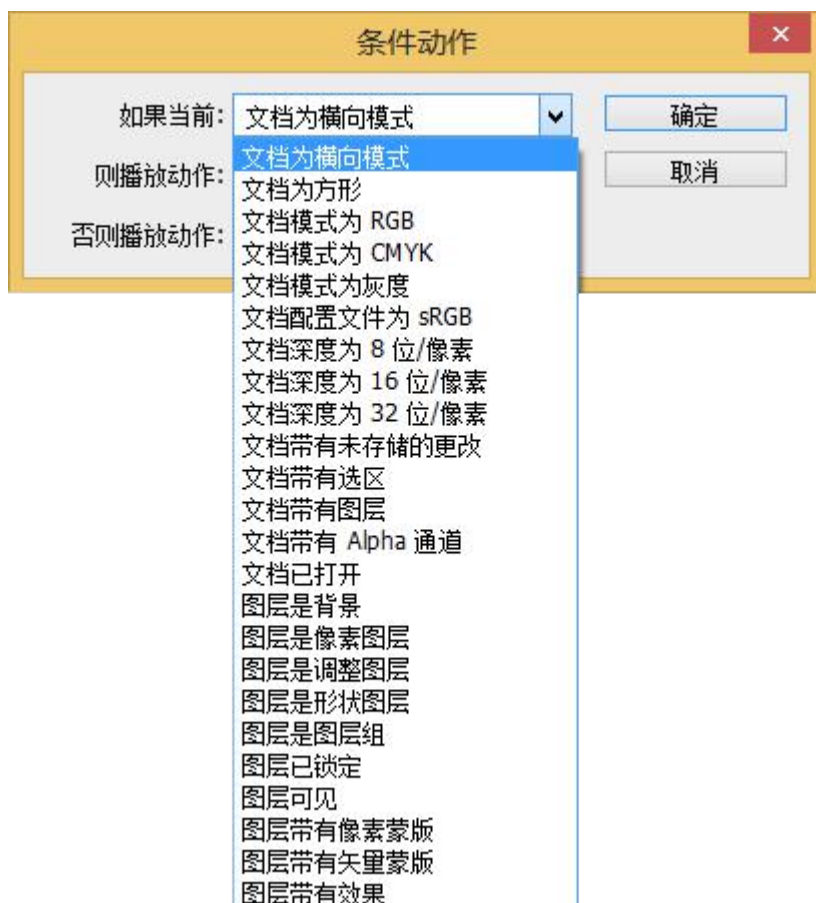 条件动作
如果当前: 文档为横向模式 确定
文档为横向模式
则播放动作: 取消
文档为方形
文档模式为 RGB
否则播放动作:
文档模式为 CMYK
文档模式为灰度
文档配置文件为 sRGB
文档深度为 8 位/像素
文档深度为 16 位/像素
文档深度为 32 位/像素
文档带有未存储的更改
文档带有选区
文档带有图层
文档带有 Alpha 通道
文档已打开
图层是背景
图层是像素图层
图层是调整图层
图层是形状图层
图层是图层组
图层已锁定
图层可见
图层带有像素蒙版
图层带有矢量蒙版
图层带有效果